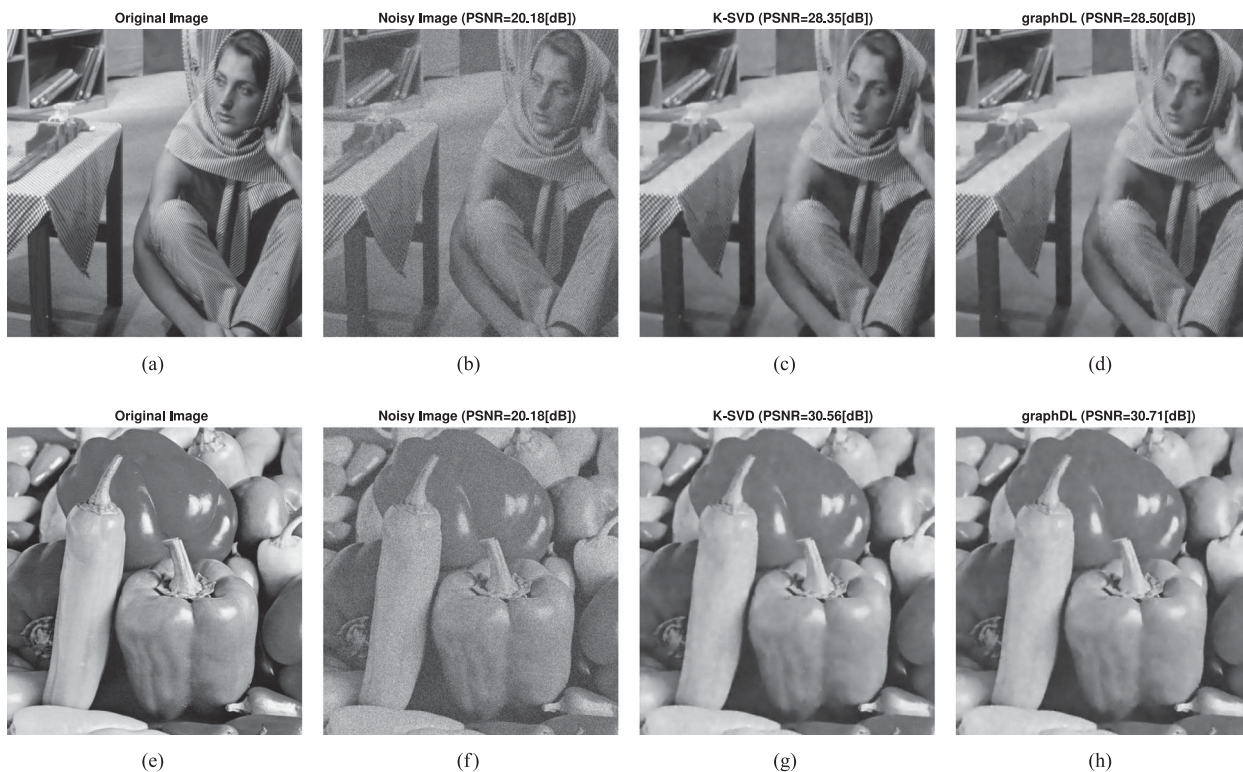 Original Image Noisy Image (PSNR=20.18[dB]) K-SVD (PSNR=28.35[dB]) graphDL (PSNR=28.50[dB])
(a) (b) (c) (d)
Original Image Noisy Image (PSNR=20.18[dB]) K-SVD (PSNR=30.56[dB]) graphDL (PSNR=30.71[dB])
(e) (f) (g) (h)